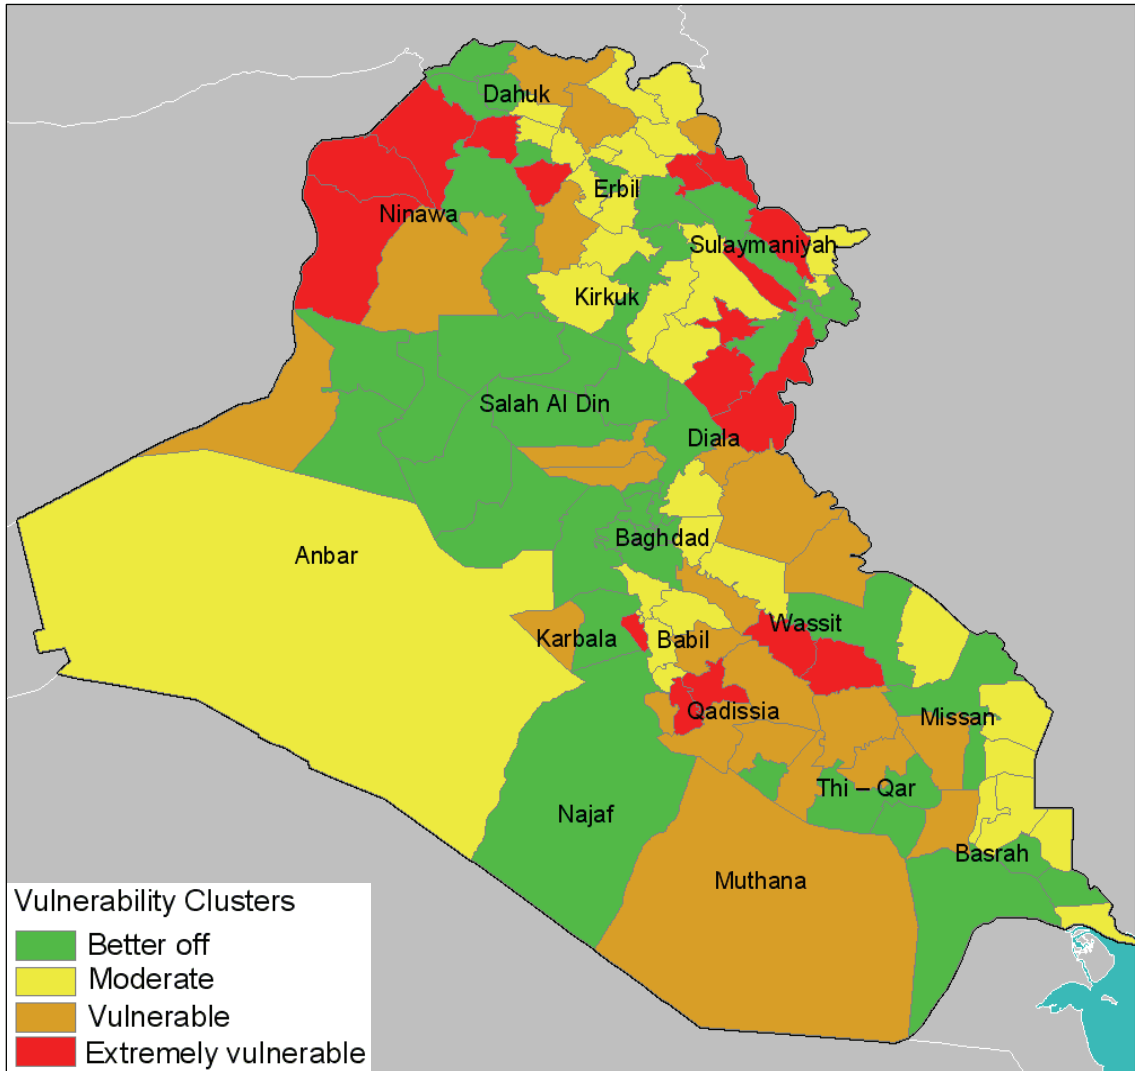 Dahuk
Erbil
Ninawa
Sulaymaniyah
Kirkuk
Salah Al Din
Diala
Baghdad
Anbar
Wassit
Karbala
Babil
Qadissia
Missan
Thi – Qar
Najaf
Basrah
Muthana
Vulnerability Clusters
Better off
Moderate
Vulnerable
Extremely vulnerable